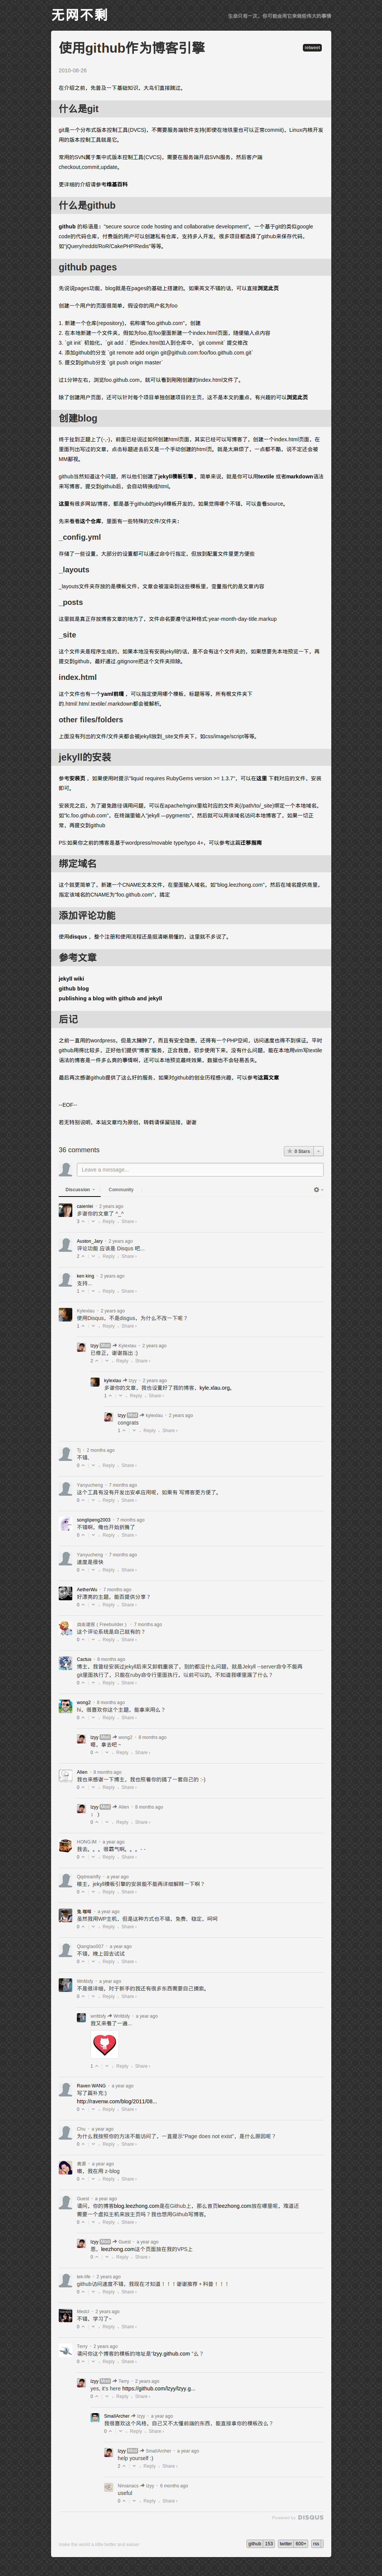 无网不剩
生命只有一次，你可能会用它来做些伟大的事情
使用github作为博客引擎
retweet
2010-08-26
在介绍之前，先普及一下基础知识，大鸟们直接跳过。
什么是git
git是一个分布式版本控制工具(DVCS)，不需要服务端软件支持(即便在地铁里也可以正常commit)，Linux内核开发
用的版本控制工具就是它。
常用的SVN属于集中式版本控制工具(CVCS)，需要在服务端开启SVN服务，然后客户端
checkout,commit,update。
更详细的介绍请参考维基百科
什么是github
github 的标语是："secure source code hosting and collaborative development"。一个基于git的类似google
code的代码仓库，付费版的用户可以创建私有仓库，支持多人开发。很多项目都选择了github来保存代码，
如"jQuery/reddit/RoR/CakePHP/Redis"等等。
github pages
先说说pages功能，blog就是在pages的基础上搭建的。如果英文不错的话，可以直接浏览此页
创建一个用户的页面很简单，假设你的用户名为foo
1. 新建一个仓库(repository)，名称填"foo.github.com"，创建
2. 在本地新建一个文件夹，假如为foo,在foo里面新建一个index.html页面，随便输入点内容
3. `git init` 初始化，`git add .` 把index.html加入到仓库中，`git commit` 提交修改
4. 添加github的分支 `git remote add origin git@github.com:foo/foo.github.com.git`
5. 提交到github分支 `git push origin master`
过1分钟左右，浏览foo.github.com，就可以看到刚刚创建的index.html文件了。
除了创建用户页面，还可以针对每个项目单独创建项目的主页，这不是本文的重点，有兴趣的可以浏览此页
创建blog
终于扯到正题上了(-.-)，前面已经说过如何创建html页面，其实已经可以写博客了，创建一个index.html页面，在
里面列出写过的文章，点击标题进去后又是一个手动创建的html页。就是太麻烦了，一点都不酷，说不定还会被
MM鄙视。
github当然知道这个问题，所以他们创建了jekyll模板引擎 ，简单来说，就是你可以用textile 或者markdown语法
来写博客，提交到github后，会自动转换成html。
这里有很多网站/博客，都是基于github的jekyll模板开发的，如果觉得哪个不错，可以查看source。
先来看看这个仓库，里面有一些特殊的文件/文件夹：
_config.yml
存储了一些设置，大部分的设置都可以通过命令行指定，但放到配置文件里更方便些
_layouts
_layouts文件夹存放的是模板文件，文章会被渲染到这些模板里，变量指代的是文章内容
_posts
这里就是真正存放博客文章的地方了，文件命名要遵守这种格式:year-month-day-title.markup
_site
这个文件夹是程序生成的，如果本地没有安装jekyll的话，是不会有这个文件夹的。如果想要先本地预览一下，再
提交到github，最好通过.gitignore把这个文件夹排除。
index.html
这个文件也有一个yaml前缀 ，可以指定使用哪个模板、标题等等，所有根文件夹下
的.html/.htm/.textile/.markdown都会被解析。
other files/folders
上面没有列出的文件/文件夹都会被jekyll放到_site文件夹下，如css/image/script等等。
jekyll的安装
参考安装页 ，如果使用时提示"liquid requires RubyGems version >= 1.3.7"，可以在这里 下载对应的文件，安装
即可。
安装完之后，为了避免路径调用问题，可以在apache/nginx里给对应的文件夹(/path/to/_site)绑定一个本地域名，
如"lc.foo.github.com"，在终端里输入"jekyll —pygments"，然后就可以用该域名访问本地博客了，如果一切正
常，再提交到github
PS:如果你之前的博客是基于wordpress/movable type/typo 4+，可以参考这篇迁移指南
绑定域名
这个就更简单了，新建一个CNAME文本文件，在里面输入域名，如"blog.leezhong.com"，然后在域名提供商里，
指定该域名的CNAME为"foo.github.com"，搞定
添加评论功能
使用disqus ，整个注册和使用流程还是挺清晰易懂的，这里就不多说了。
参考文章
jekyll wiki
github blog
publishing a blog with github and jekyll
后记
之前一直用的wordpress，但是太臃肿了，而且有安全隐患，还得有一个PHP空间，访问速度也得不到保证。平时
github用得比较多，正好他们提供"博客"服务，正合我意，初步使用下来，没有什么问题，能在本地用vim写textile
语法的博客是一件多么爽的事情啊，还可以本地预览最终效果，数据也不会轻易丢失。
最后再次感谢github提供了这么好的服务，如果对github的创业历程感兴趣，可以参考这篇文章
--EOF--
若无特别说明，本站文章均为原创，转载请保留链接，谢谢
36 comments
9 Stars
Leave a message...
Discussion
Community
catenlei • 2 years ago
多谢你的文章了 ^_^
3 Reply Share ›
Auston_Jary • 2 years ago
评论功能 应该是 Disqus 吧...
2 Reply Share ›
ken king • 2 years ago
支持...
1 Reply Share ›
Kylexlau • 2 years ago
使用Disqus，不是disqus，为什么不改一下呢？
1 Reply Share ›
lzyy Mod Kylexlau • 2 years ago
已修正，谢谢指出 :)
2 Reply Share ›
kylexlau lzyy • 2 years ago
多谢你的文章，我也设置好了我的博客，kyle.xlau.org。
1 Reply Share ›
lzyy Mod kylexlau • 2 years ago
congrats
1 Reply Share ›
Tj • 2 months ago
不错,
0 Reply Share ›
Yanyucheng • 7 months ago
这个工具有没有开发出安卓应用呢，如果有 写博客更方便了。
0 Reply Share ›
songlipeng2003 • 7 months ago
不错啊，俺也开始折腾了
0 Reply Share ›
Yanyucheng • 7 months ago
速度是很快
0 Reply Share ›
AetherWu • 7 months ago
好漂亮的主题，能否提供分享？
0 Reply Share ›
自由建客（Freebuilder） • 7 months ago
这个评论系统是自己就有的？
0 Reply Share ›
Cactus • 8 months ago
博主，我曾经安装过jekyll后来又卸载重装了，别的都没什么问题，就是Jekyll --server命令不能再
git里面执行了，只能在ruby命令行里面执行，以前可以的。不知道我哪里漏了什么？
0 Reply Share ›
wong2 • 8 months ago
hi，很喜欢你这个主题，能拿来用么？
0 Reply Share ›
lzyy Mod wong2 • 8 months ago
嗯，拿去吧～
0 Reply Share ›
Allen • 8 months ago
我也来感谢一下博主，我也照着你的搞了一套自己的 :-)
0 Reply Share ›
lzyy Mod Allen • 8 months ago
：）
0 Reply Share ›
HONGJM • a year ago
我去。。。很霸气啊。。。- -
0 Reply Share ›
Qqdreamfly • a year ago
楼主，jekyll模板引擎的安装能不能再详细解释一下啊？
0 Reply Share ›
a year ago
虽然我用WP主机，但是这种方式也不错，免费，稳定，呵呵
0 Reply Share ›
Qianglee007 • a year ago
不错，晚上回去试试
0 Reply Share ›
Writbily • a year ago
不是很详细，对于新手的我还有很多东西需要自己摸索。
0 Reply Share ›
writbily Writbily • a year ago
我又来看了一遍...
1 Reply Share ›
Raven WANG • a year ago
写了篇补充:)
http://ravenw.com/blog/2011/08...
0 Reply Share ›
Chu • a year ago
为什么我按照你的方法不能访问了，一直提示"Page does not exist"，是什么原因呢？
0 Reply Share ›
a year ago
嗷，我在用 z-blog
0 Reply Share ›
Guest • a year ago
请问，你的博客blog.leezhong.com是在Github上，那么首页leezhong.com放在哪里呢，难道还
需要一个虚拟主机来放主页吗？我也想用Github写博客。
0 Reply Share ›
lzyy Mod Guest • a year ago
恩，leezhong.com这个页面挂在我的VPS上
0 Reply Share ›
tek-life • 2 years ago
github访问速度不错，我现在才知道！！！谢谢推荐＋科普！！！
0 Reply Share ›
2 years ago
不错，学习了~
0 Reply Share ›
Terry • 2 years ago
请问你这个博客的模板的地址是"lzyy.github.com "么？
0 Reply Share ›
lzyy Mod Terry • 2 years ago
yes, it's here https://github.com/lzyy/lzyy.g...
0 Reply Share ›
SmallArcher lzyy • a year ago
我很喜欢这个风格，自己又不太懂前端的东西，能直接拿你的模板改么？
0 Reply Share ›
lzyy Mod SmallArcher • a year ago
help yourself :)
2 Reply Share ›
Nirvanacs lzyy • 8 months ago
useful
0 Reply Share ›
Powered by DISQUS
make the world a little better and easier
github 153 twitter 600+ rss